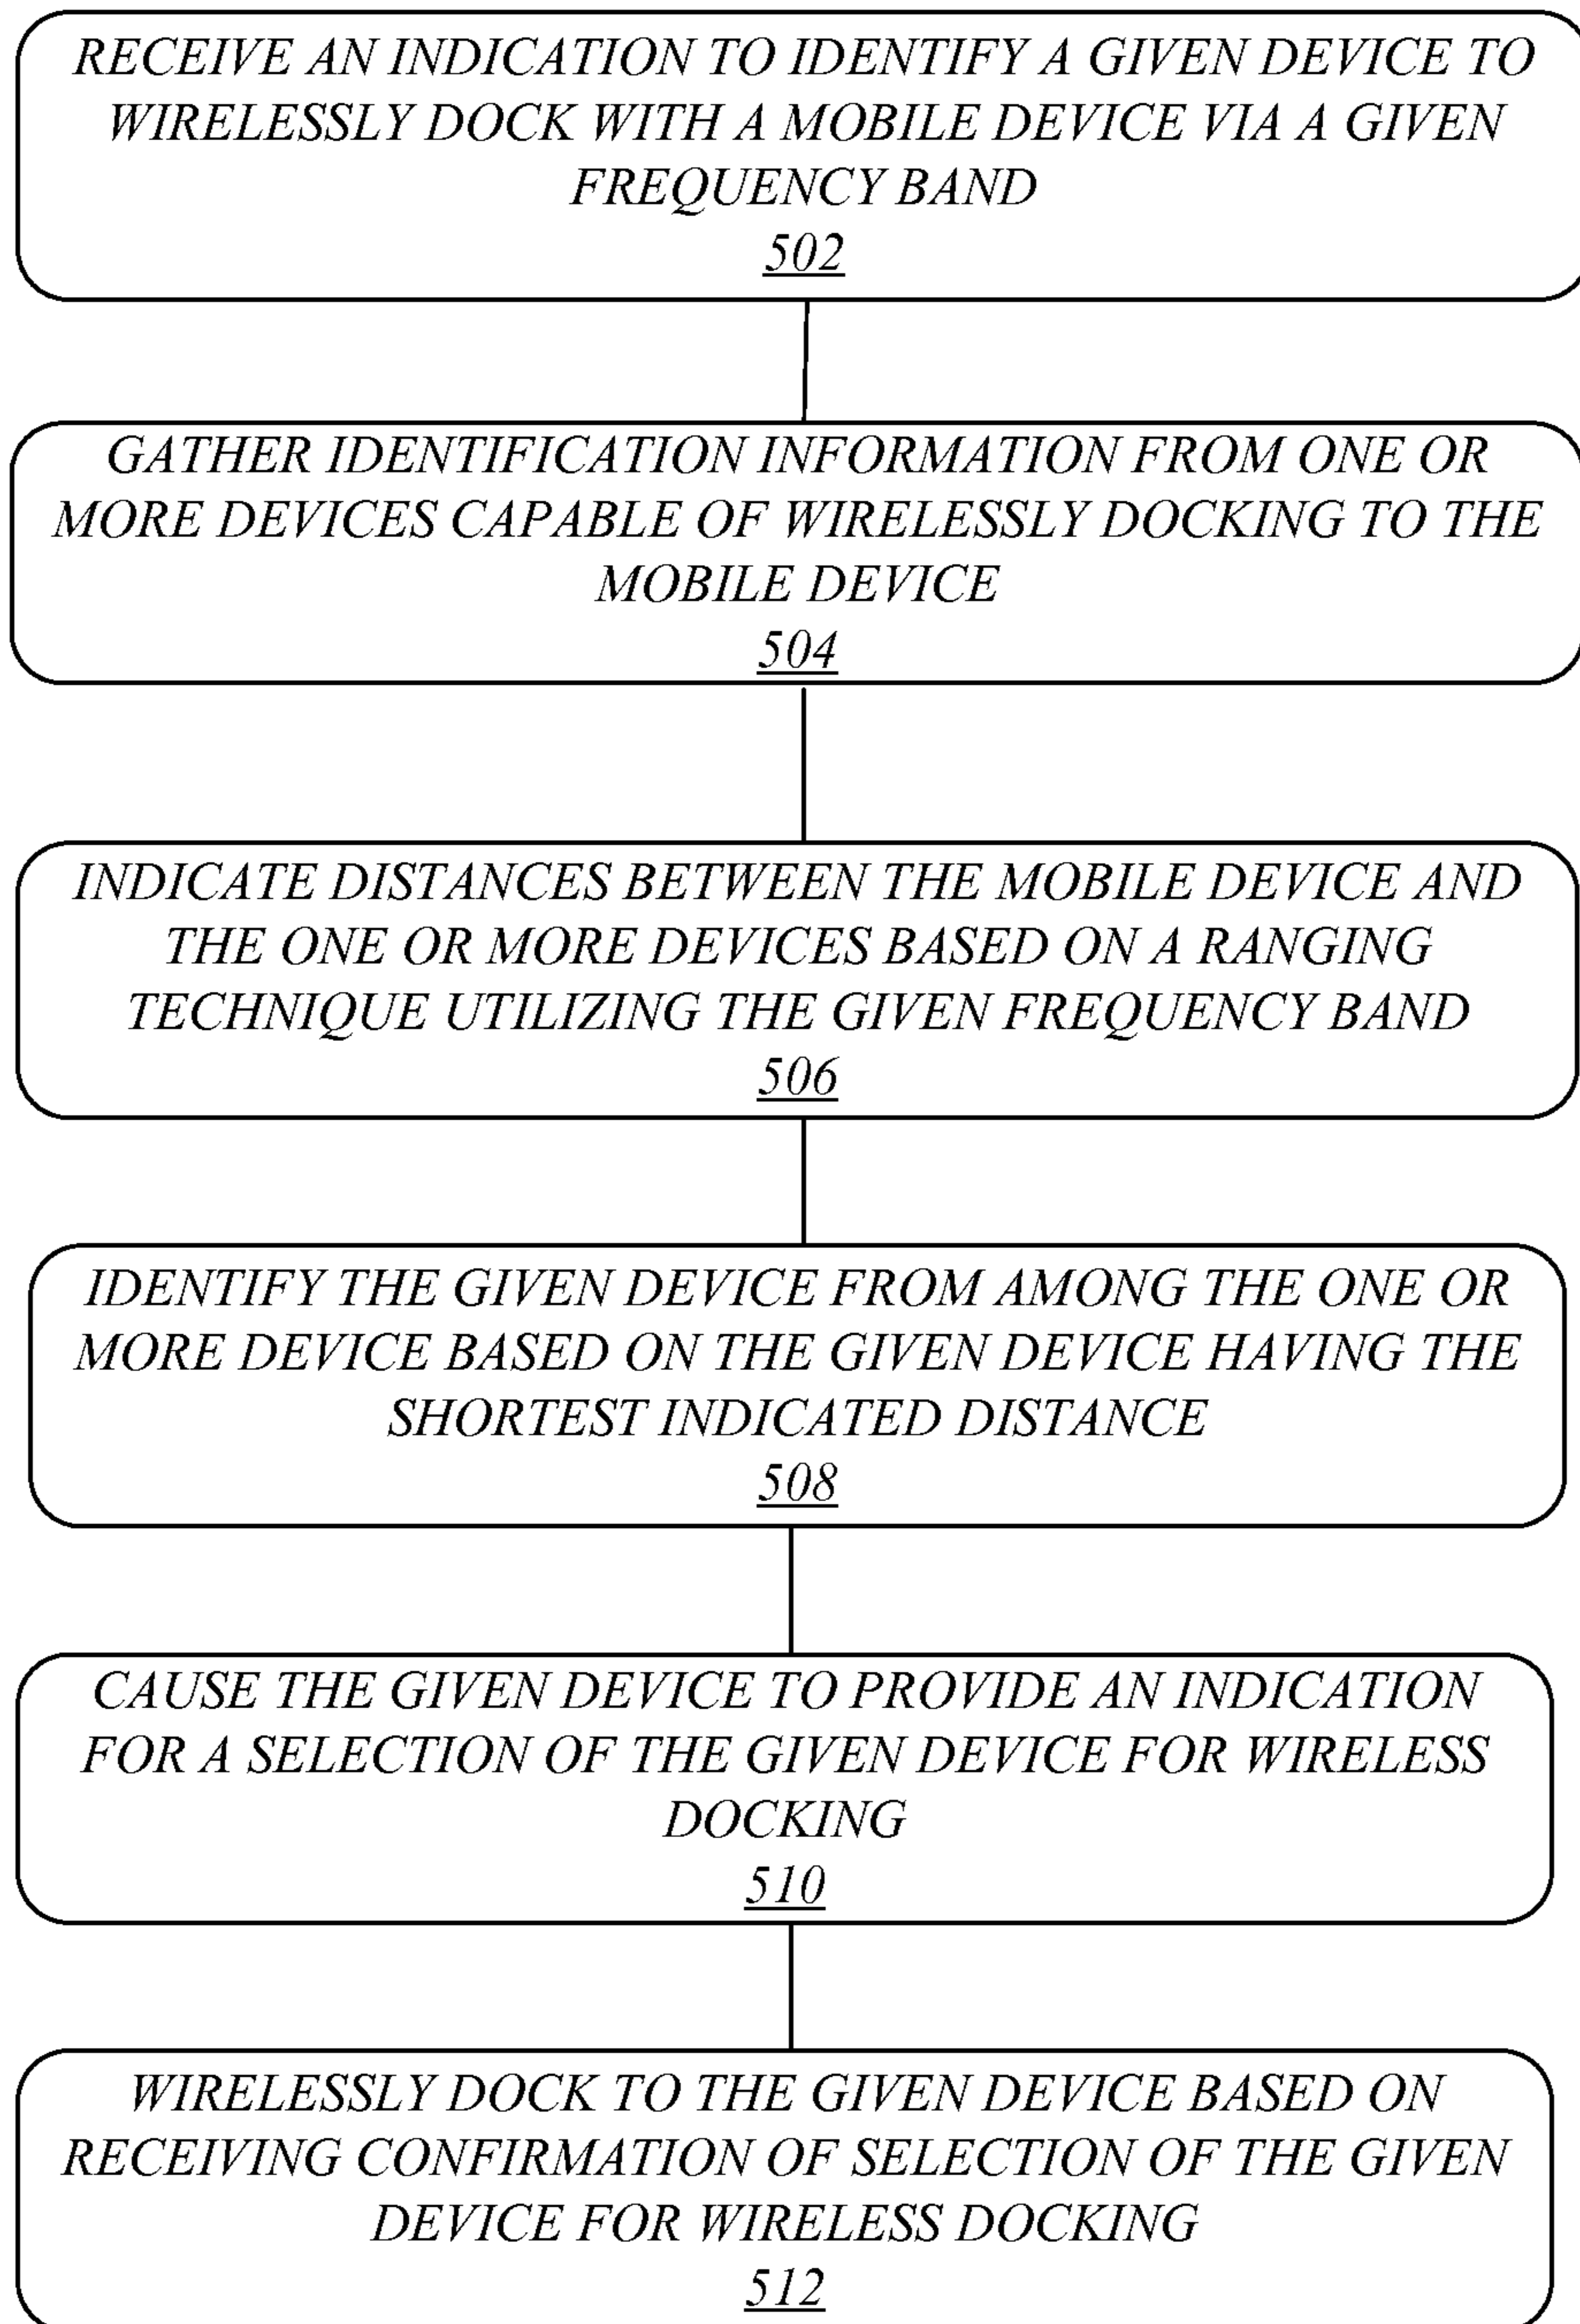 RECEIVE AN INDICATION TO IDENTIFY A GIVEN DEVICE TO
WIRELESSLY DOCK WITH A MOBILE DEVICE VIA A GIVEN
FREQUENCY BAND
502
GATHER IDENTIFICATION INFORMATION FROM ONE OR
MORE DEVICES CAPABLE OF WIRELESSLY DOCKING TO THE
MOBILE DEVICE
504
INDICATE DISTANCES BETWEEN THE MOBILE DEVICE AND
THE ONE OR MORE DEVICES BASED ON A RANGING
TECHNIQUE UTILIZING THE GIVEN FREQUENCY BAND
506
IDENTIFY THE GIVEN DEVICE FROM AMONG THE ONE OR
MORE DEVICE BASED ON THE GIVEN DEVICE HAVING THE
SHORTEST INDICATED DISTANCE
508
CAUSE THE GIVEN DEVICE TO PROVIDE AN INDICATION
FOR A SELECTION OF THE GIVEN DEVICE FOR WIRELESS
DOCKING
510
WIRELESSLY DOCK TO THE GIVEN DEVICE BASED ON
RECEIVING CONFIRMATION OF SELECTION OF THE GIVEN
DEVICE FOR WIRELESS DOCKING
512